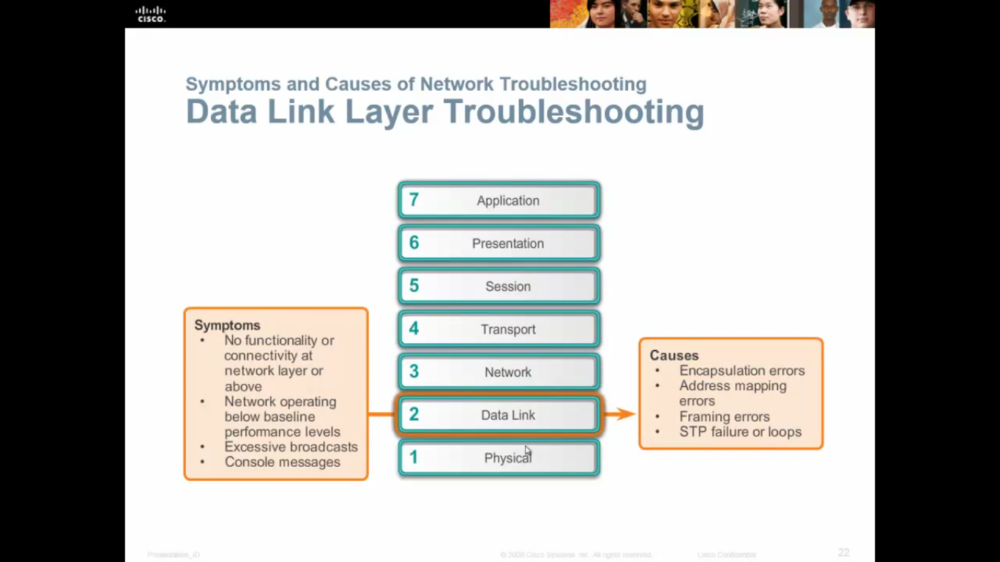 CISCO.
Symptoms and Causes of Network Troubleshooting
Data Link Layer Troubleshooting
7 Application
6 Presentation
5 Session
4 Transport
3 Network
2 Data Link
1 Physical
Symptoms
• No functionality or
connectivity at
network layer or
above
• Network operating
below baseline
performance levels
• Excessive broadcasts
• Console messages
Causes
• Encapsulation errors
• Address mapping
errors
• Framing errors
• STP failure or loops
Presentation_ID
© 2008 Cisco Systems, Inc. All rights reserved.
Cisco Confidential
22